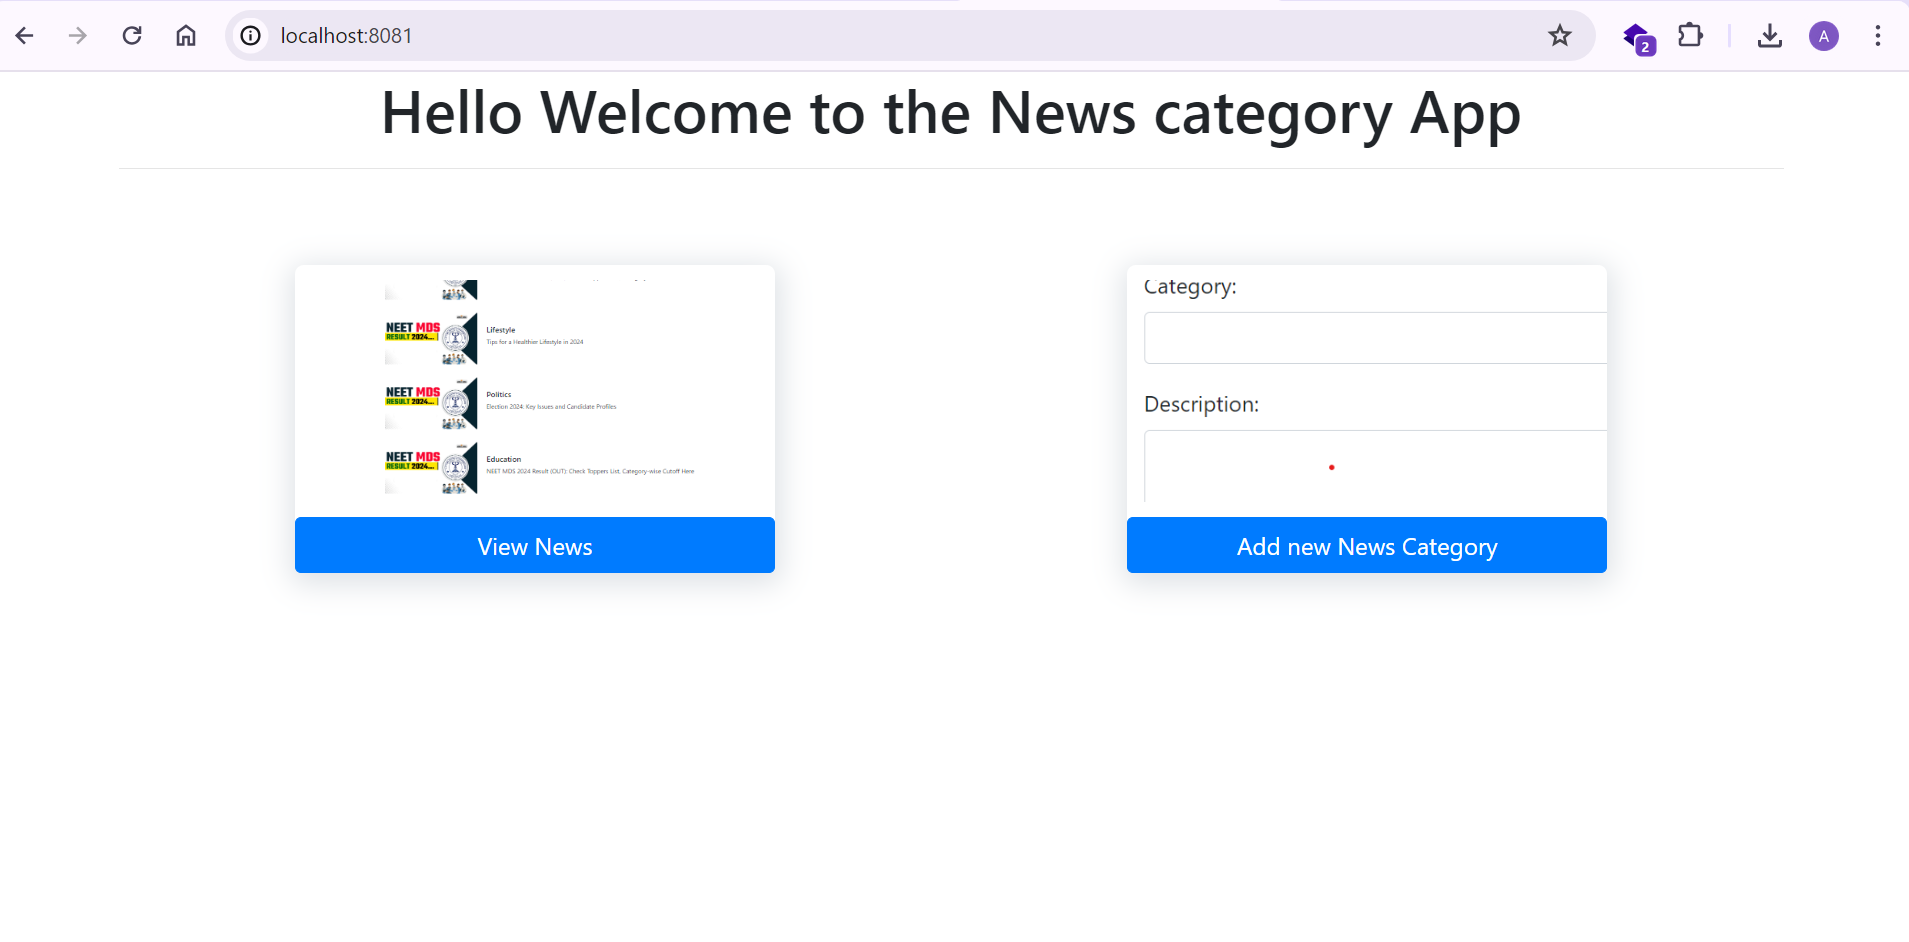 localhost:8081
2
A
Hello Welcome to the News category App
NEET MDS
RESULT 2024...
Lifestyle
Tips for a Healthier Lifestyle in 2024
NEET MDS
RESULT 2024...
Politics
Election 2024: Key Issues and Candidate Profiles
NEET MDS
RESULT 2024...
Education
NEET MDS 2024 Result (OUT): Check Toppers List, Category-wise Cutoff Here
View News
Category:
Description:
Add new News Category